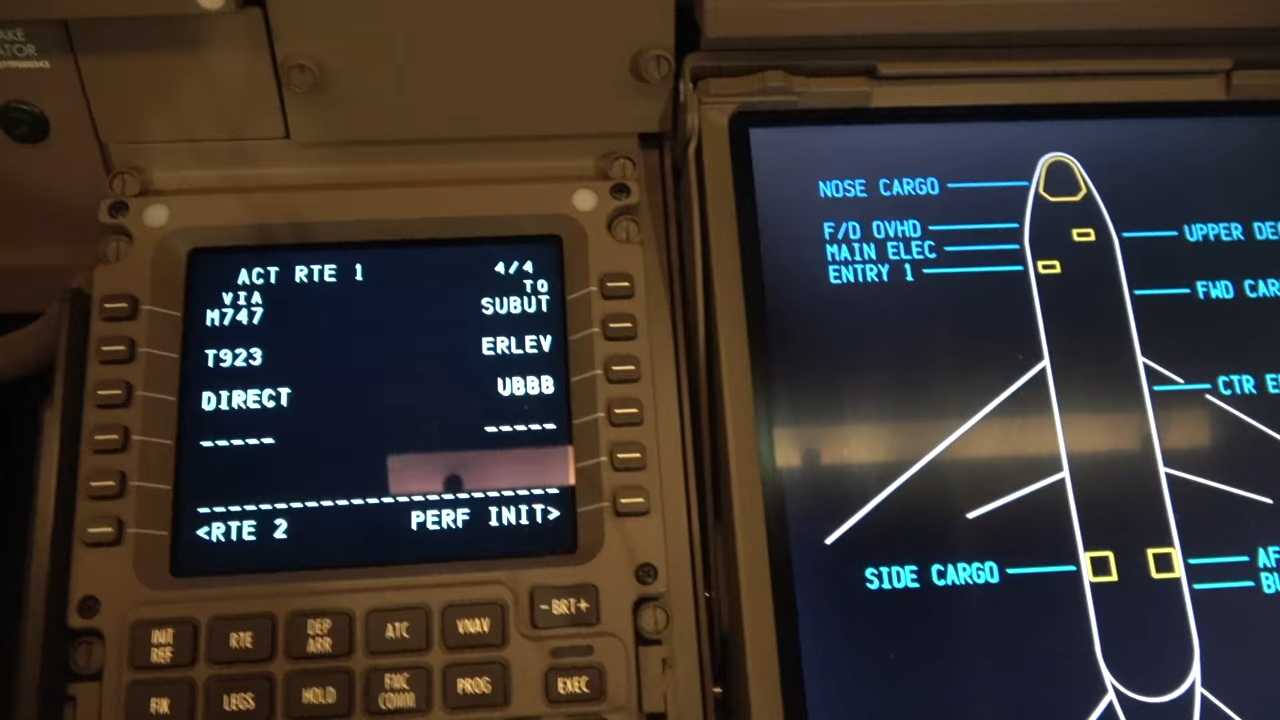 AKE
ATOR
ACT RTE 1 4/4
VIA TO
M747 SUBUT
T923 ERLEV
DIRECT UBBB
----- -----
<RTE 2 PERF INIT>
INIT REF
RTE
DEP ARR
ATC
VNAV
-BRT+
FIX
LEGS
HOLD
FMC COMM
PROG
EXEC
NOSE CARGO
F/D OVHD
MAIN ELEC
ENTRY 1
UPPER DE
FWD CAR
CTR E
SIDE CARGO
AF
BU